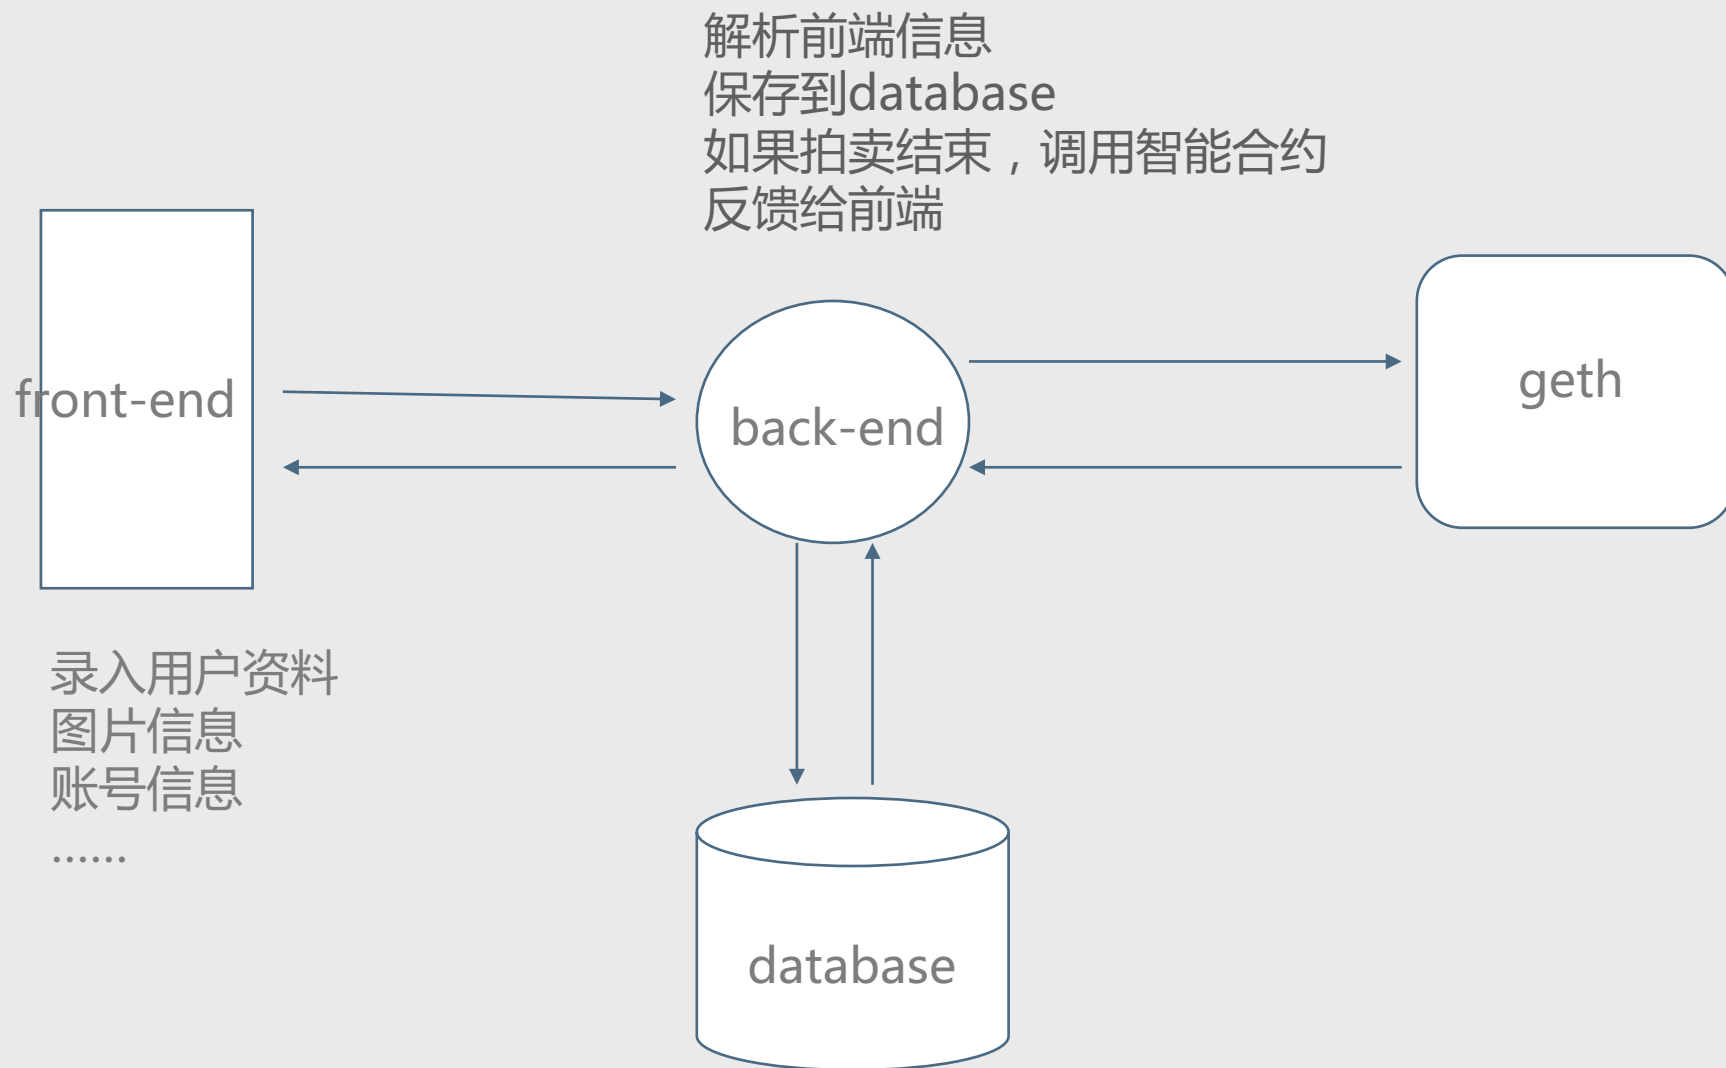 解析前端信息
保存到database
如果拍卖结束，调用智能合约
反馈给前端
front-end
back-end
geth
录入用户资料
图片信息
账号信息
……
database